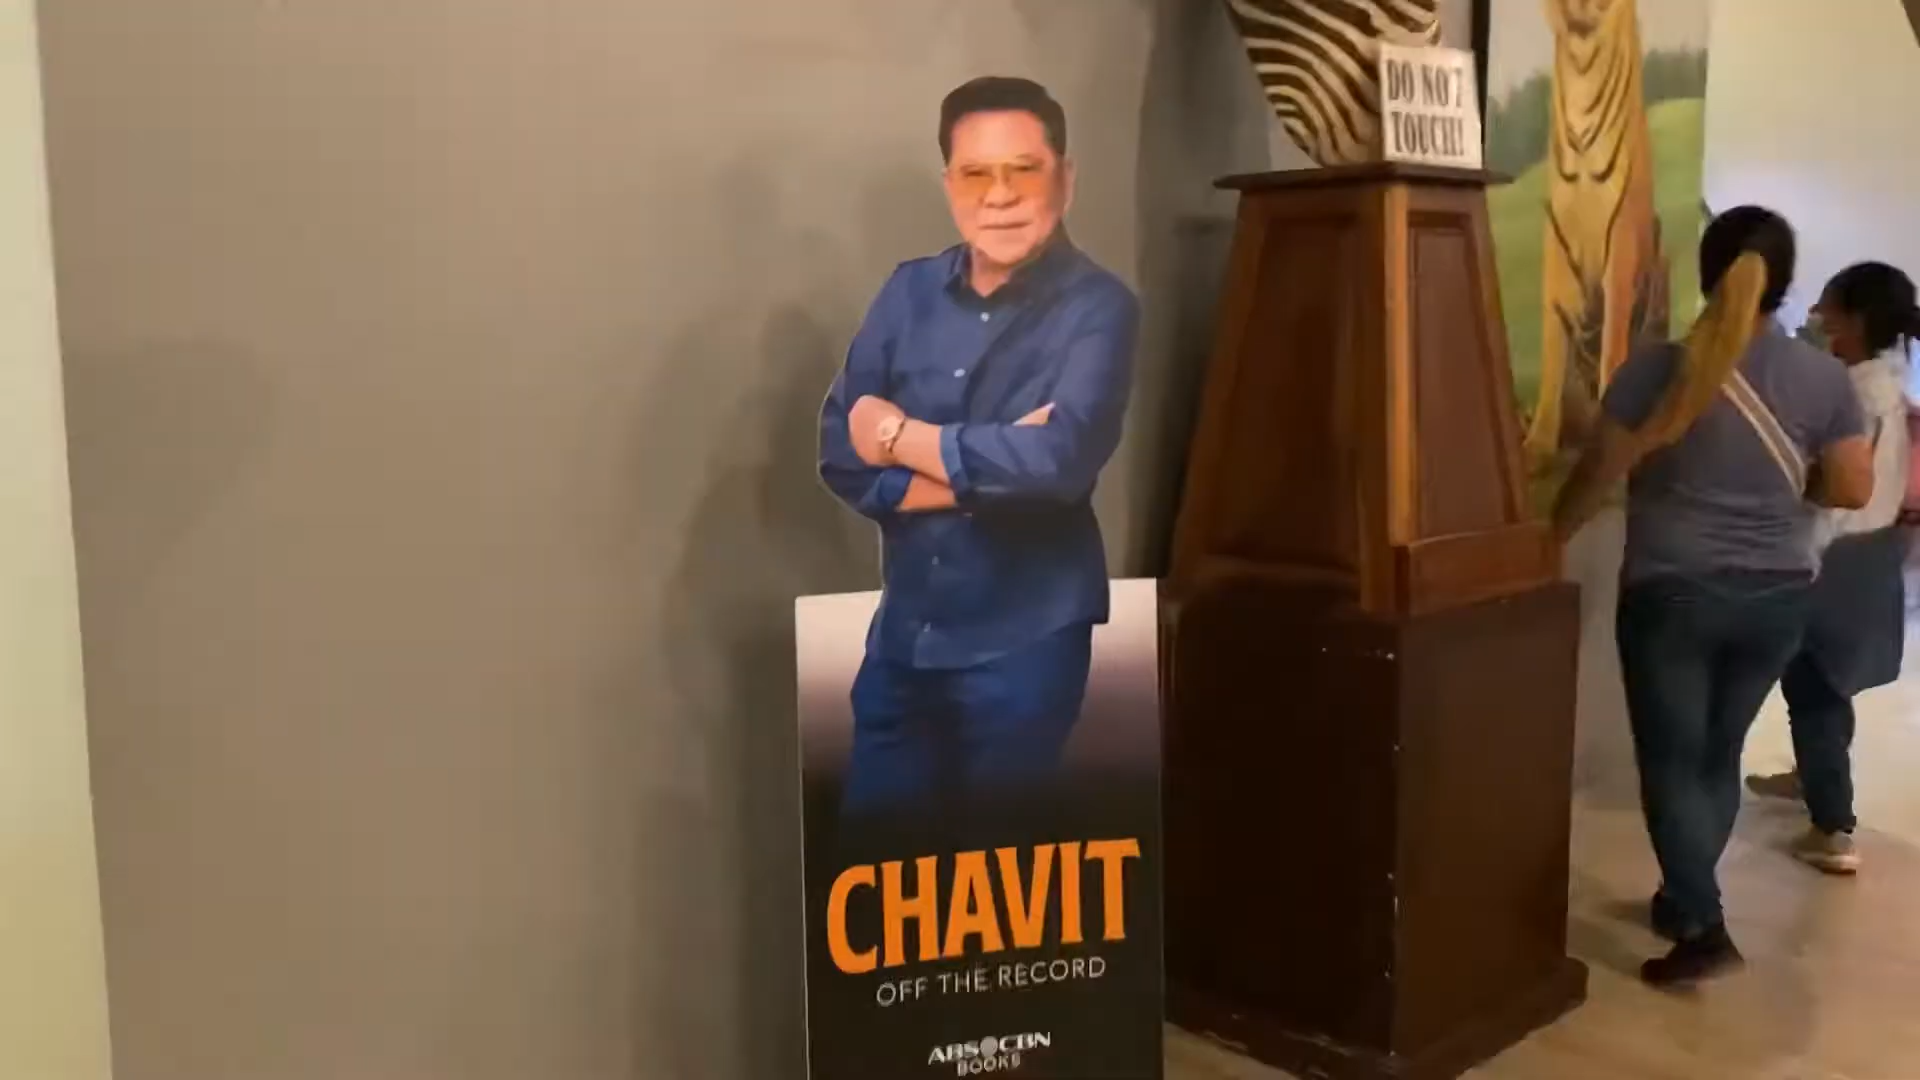 DO NOT
TOUCH!
CHAVIT
OFF THE RECORD
ABS-CBN
BOOKS